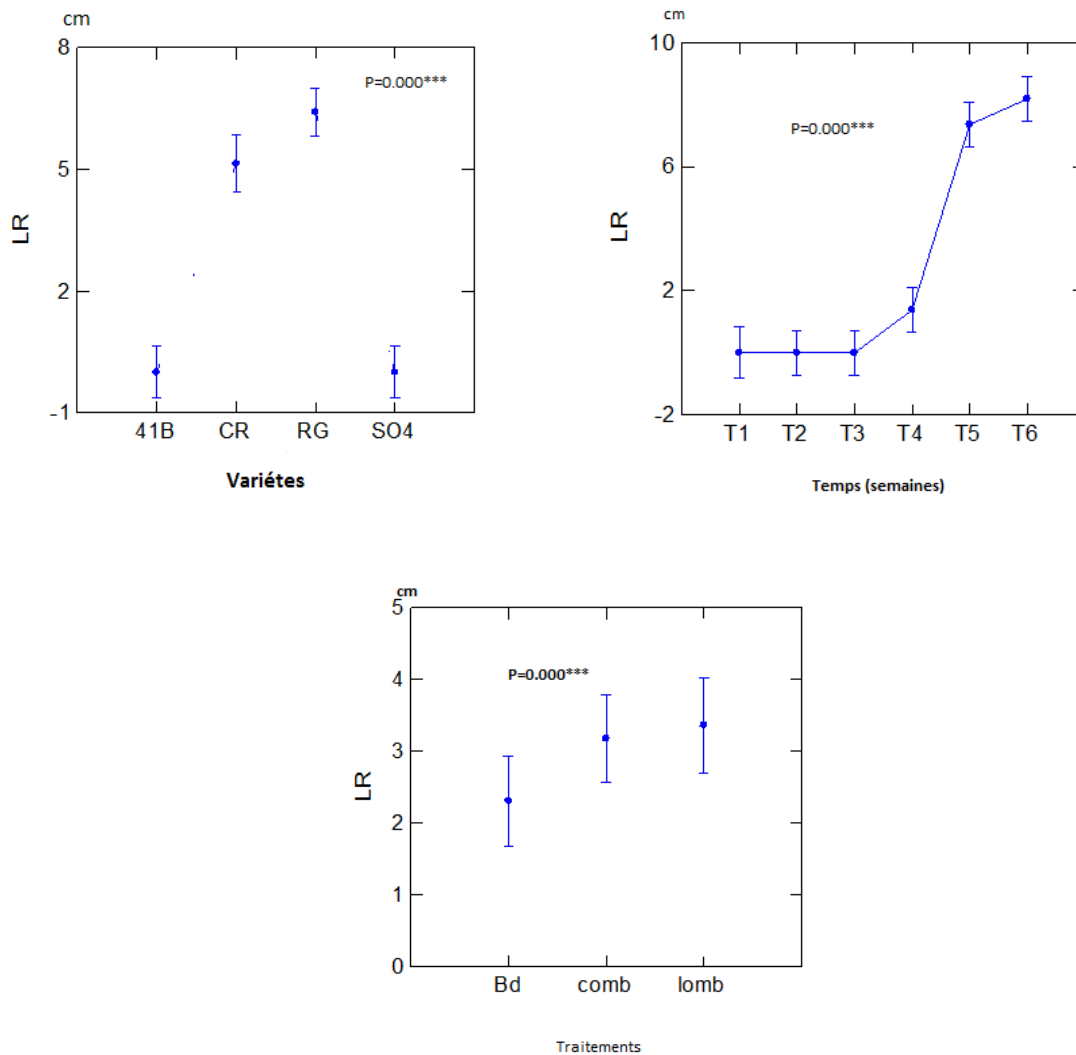 cm
8
5
2
-1
LR
P=0.000***
41B CR RG SO4
Variétes
cm
10
6
2
-2
LR
P=0.000***
T1 T2 T3 T4 T5 T6
Temps (semaines)
cm
5
4
3
2
1
0
LR
P=0.000***
Bd comb lomb
Traitements